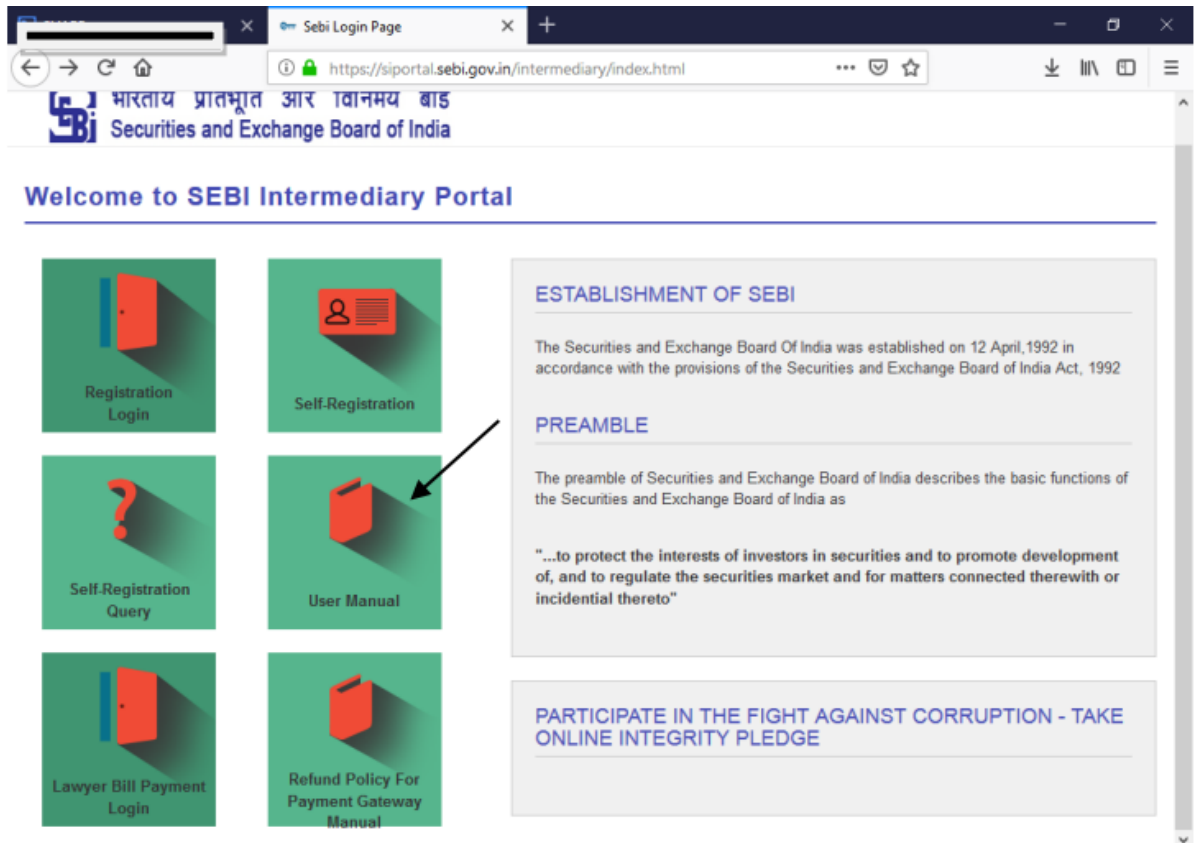 Sebi Login Page
https://siportal.sebi.gov.in/intermediary/index.html
भारतीय प्रतिभूति और विनिमय बोर्ड
Securities and Exchange Board of India
Welcome to SEBI Intermediary Portal
Registration
Login
Self-Registration
Self-Registration
Query
User Manual
Lawyer Bill Payment
Login
Refund Policy For
Payment Gateway
Manual
ESTABLISHMENT OF SEBI
The Securities and Exchange Board Of India was established on 12 April,1992 in
accordance with the provisions of the Securities and Exchange Board of India Act, 1992
PREAMBLE
The preamble of Securities and Exchange Board of India describes the basic functions of
the Securities and Exchange Board of India as
"...to protect the interests of investors in securities and to promote development
of, and to regulate the securities market and for matters connected therewith or
incidential thereto"
PARTICIPATE IN THE FIGHT AGAINST CORRUPTION - TAKE
ONLINE INTEGRITY PLEDGE